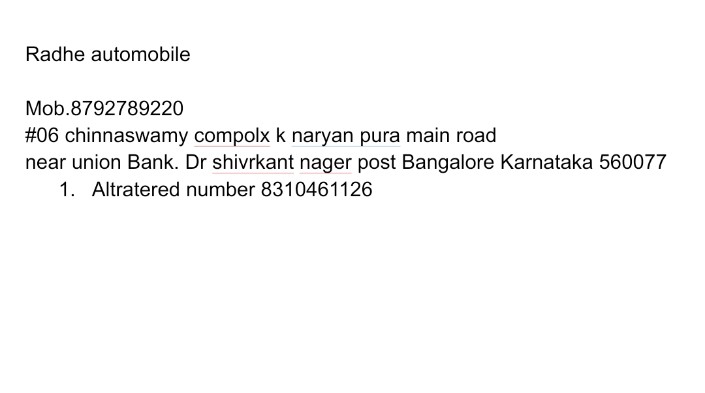 Radhe automobile
Mob.8792789220
#06 chinnaswamy compolx k naryan pura main road
near union Bank. Dr shivrkant nager post Bangalore Karnataka 560077
1. Altratered number 8310461126